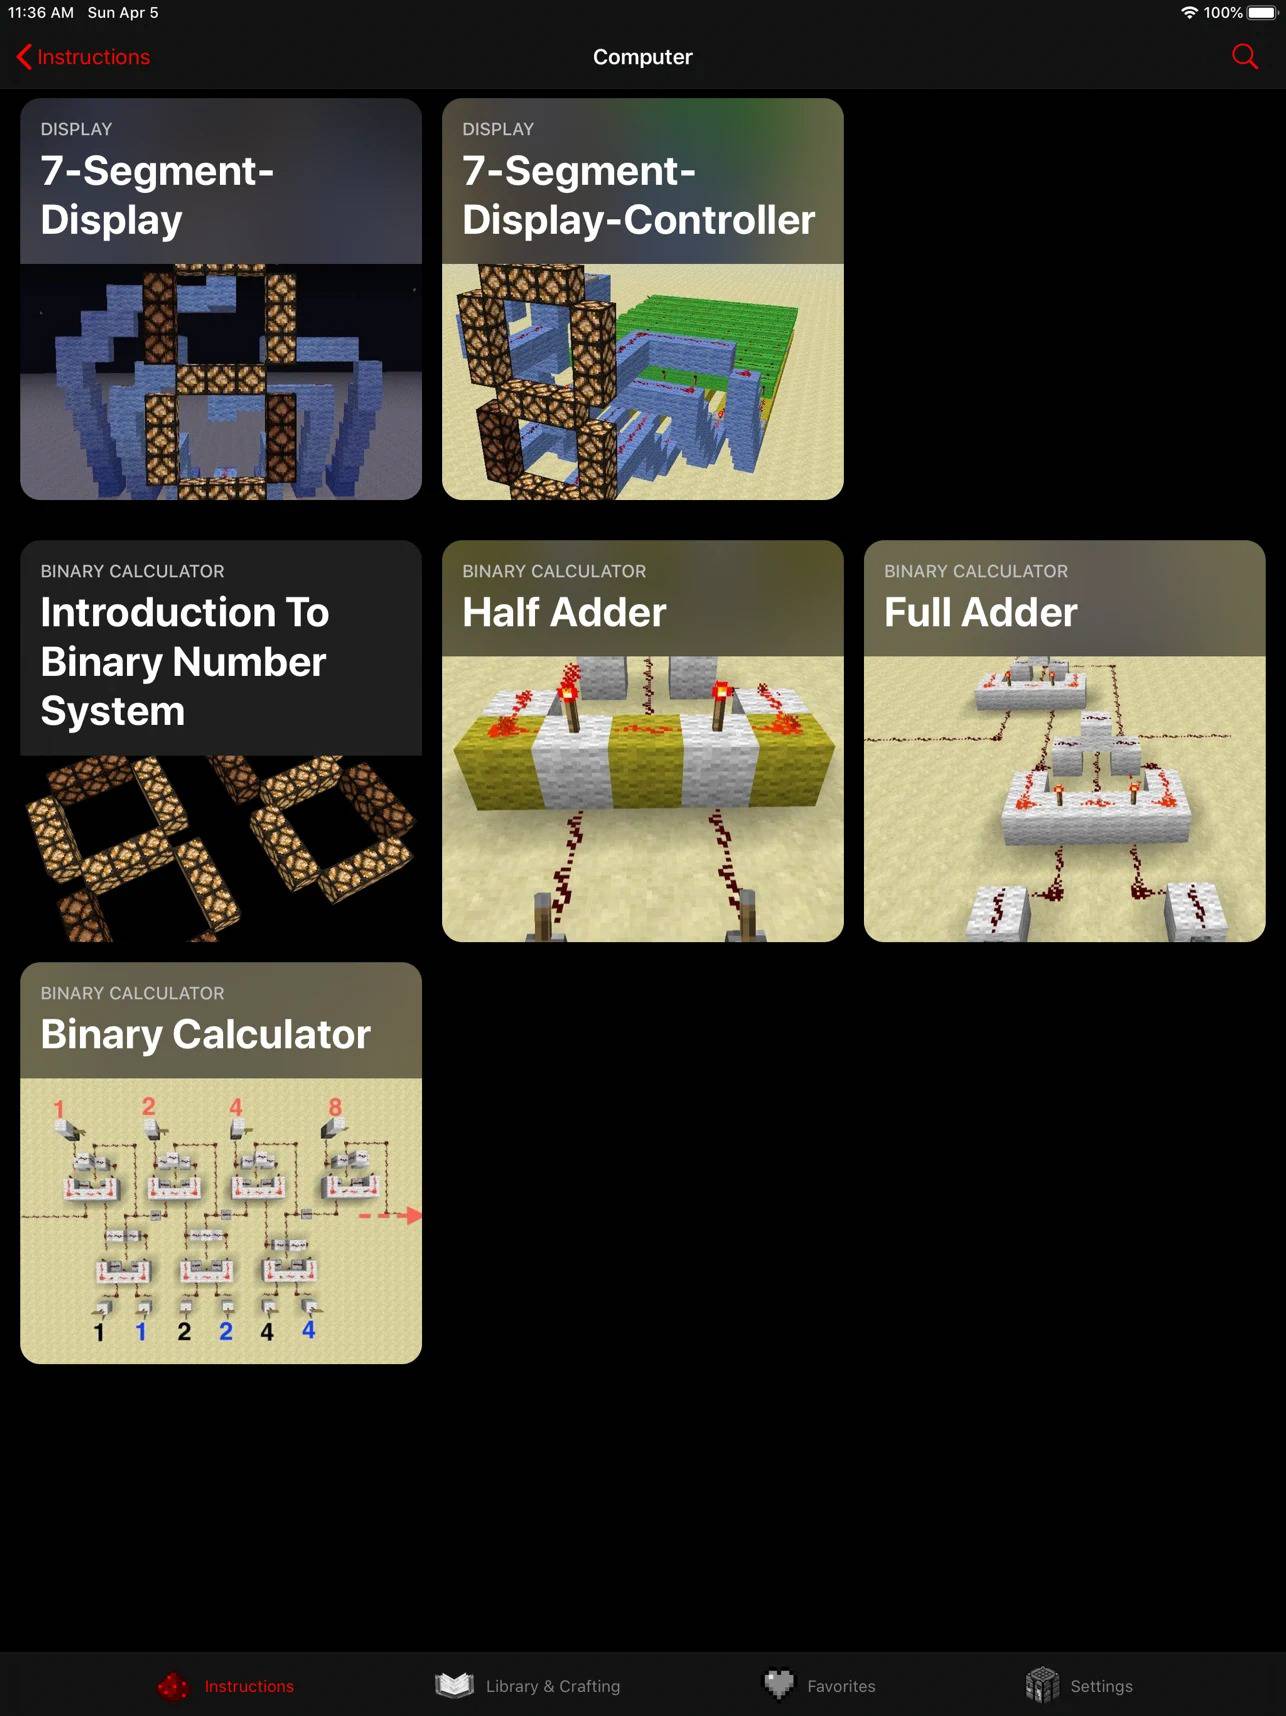 11:36 AM Sun Apr 5 100%
Instructions Computer
DISPLAY
7-Segment-
Display
DISPLAY
7-Segment-
Display-Controller
BINARY CALCULATOR
Introduction To
Binary Number
System
BINARY CALCULATOR
Half Adder
BINARY CALCULATOR
Full Adder
BINARY CALCULATOR
Binary Calculator
1 2 4 8
1 1 2 2 4 4
Instructions Library & Crafting Favorites Settings